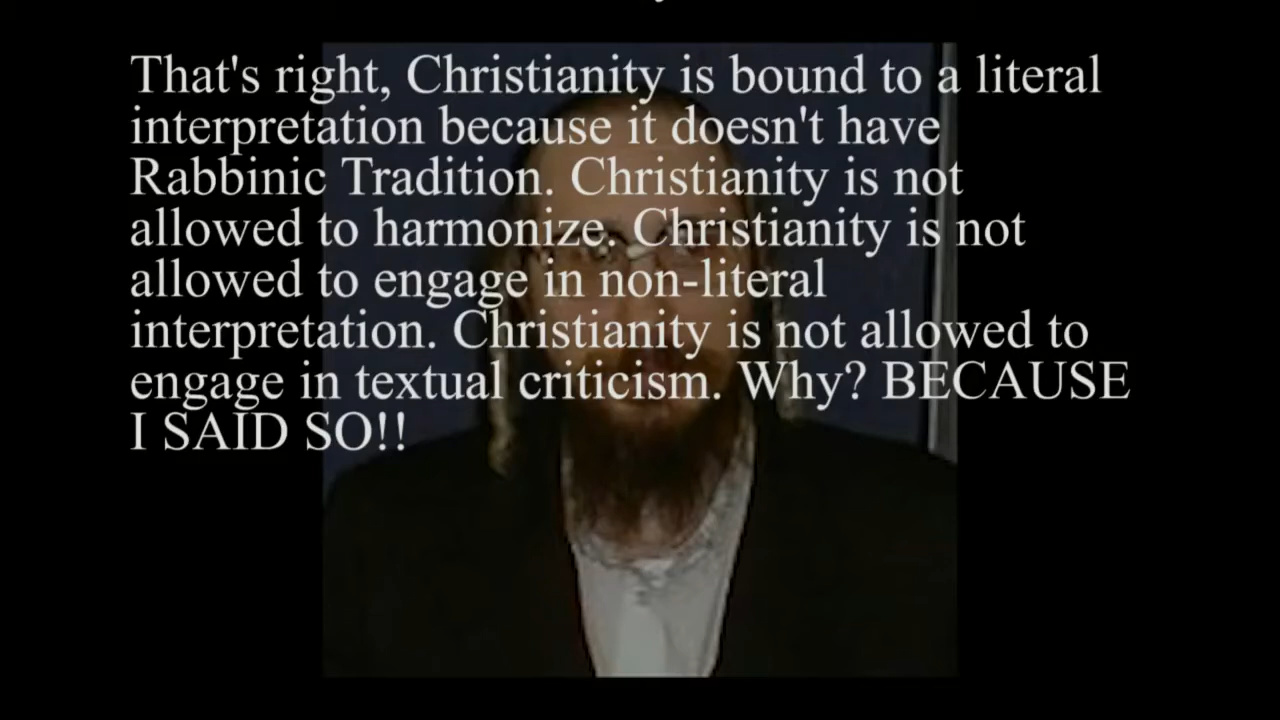 That's right, Christianity is bound to a literal
interpretation because it doesn't have
Rabbinic Tradition. Christianity is not
allowed to harmonize. Christianity is not
allowed to engage in non-literal
interpretation. Christianity is not allowed to
engage in textual criticism. Why? BECAUSE
I SAID SO!!